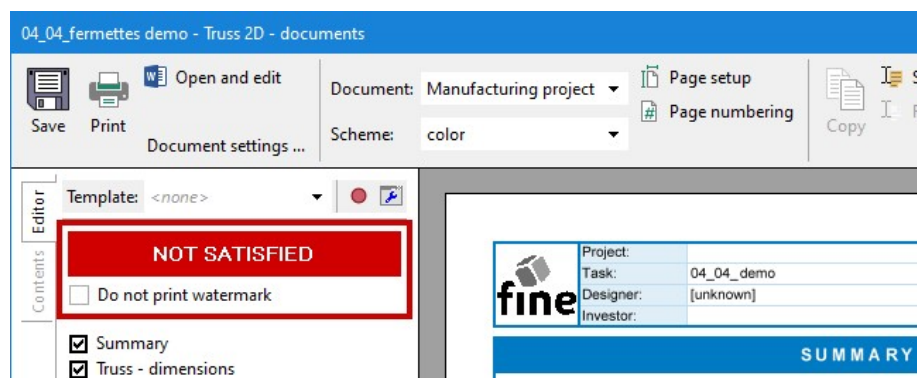 04_04_fermettes demo - Truss 2D - documents
Save
Print
Open and edit
Document settings ...
Document: Manufacturing project
Scheme: color
Page setup
Page numbering
Copy
Editor
Contents
Template: <none>
NOT SATISFIED
Do not print watermark
Summary
Truss - dimensions
fine
Project:
Task: 04_04_demo
Designer: [unknown]
Investor:
SUMMARY